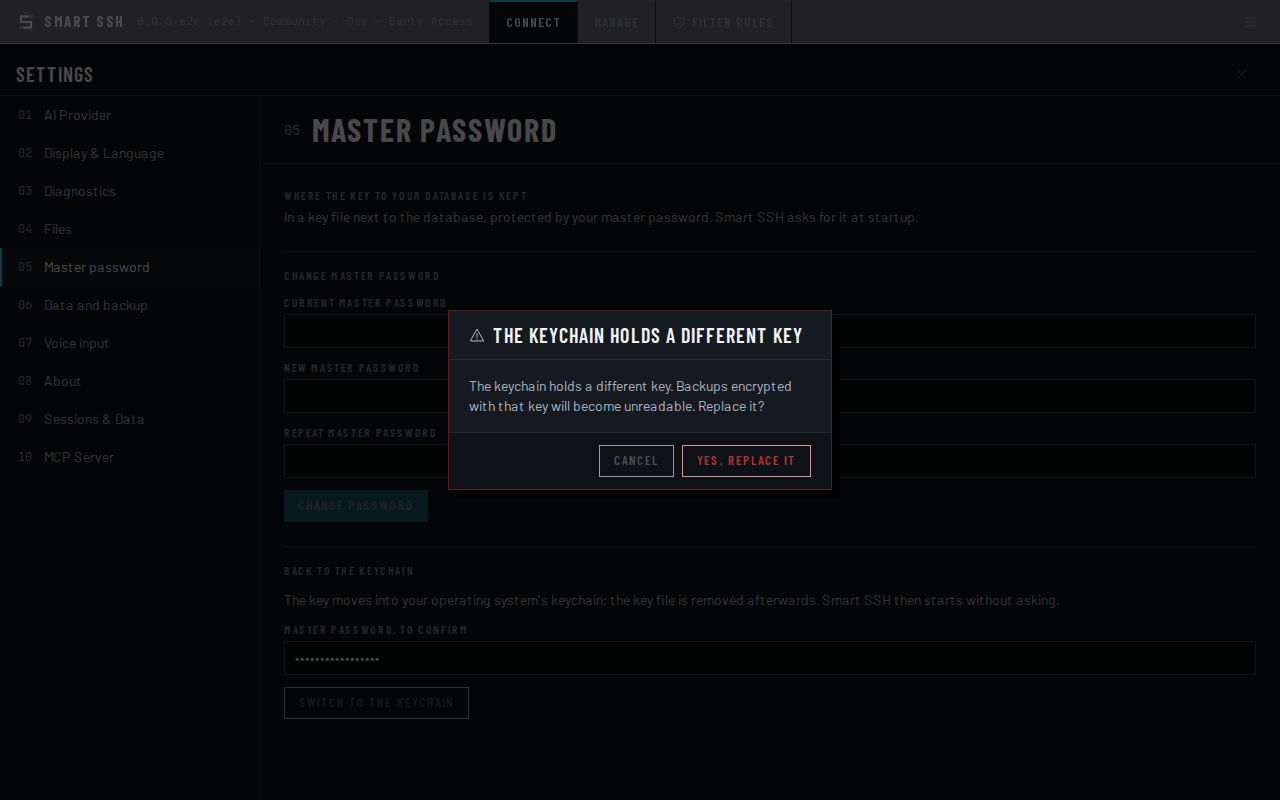 SMART SSH 0.0.0-e2e (e2e) · Community · Dev — Early Access CONNECT MANAGE FILTER RULES
SETTINGS
01 AI Provider
02 Display & Language
03 Diagnostics
04 Files
05 Master password
06 Data and backup
07 Voice input
08 About
09 Sessions & Data
10 MCP Server
05 MASTER PASSWORD
WHERE THE KEY TO YOUR DATABASE IS KEPT
In a key file next to the database, protected by your master password. Smart SSH asks for it at startup.
CHANGE MASTER PASSWORD
CURRENT MASTER PASSWORD
NEW MASTER PASSWORD
REPEAT MASTER PASSWORD
CHANGE PASSWORD
THE KEYCHAIN HOLDS A DIFFERENT KEY
The keychain holds a different key. Backups encrypted
with that key will become unreadable. Replace it?
CANCEL YES, REPLACE IT
BACK TO THE KEYCHAIN
The key moves into your operating system's keychain; the key file is removed afterwards. Smart SSH then starts without asking.
MASTER PASSWORD, TO CONFIRM
•••••••••••••••••
SWITCH TO THE KEYCHAIN